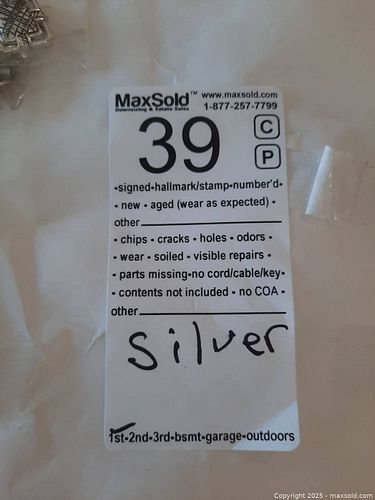 MaxSold™ www.maxsold.com
Downsizing & Estate Sales 1-877-257-7799
39 C
P
•signed•hallmark/stamp•number'd•
• new • aged (wear as expected) •
other
• chips • cracks • holes • odors •
• wear • soiled • visible repairs •
• parts missing•no cord/cable/key•
• contents not included • no COA •
other
Silver
1st•2nd•3rd•bsmt•garage•outdoors
Copyright 2025 - maxsold.com